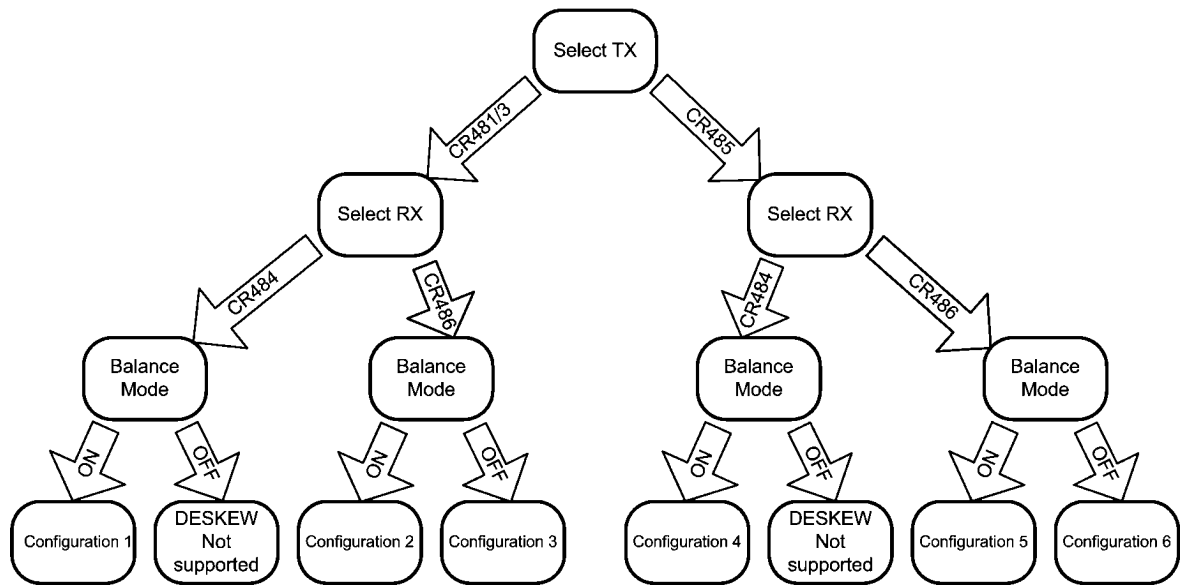 Select TX
CR481/3
CR485
Select RX
Select RX
CR484
CR486
CR484
CR486
Balance
Mode
Balance
Mode
Balance
Mode
Balance
Mode
ON
OFF
ON
OFF
ON
OFF
ON
OFF
Configuration 1
DESKEW
Not
supported
Configuration 2
Configuration 3
Configuration 4
DESKEW
Not
supported
Configuration 5
Configuration 6